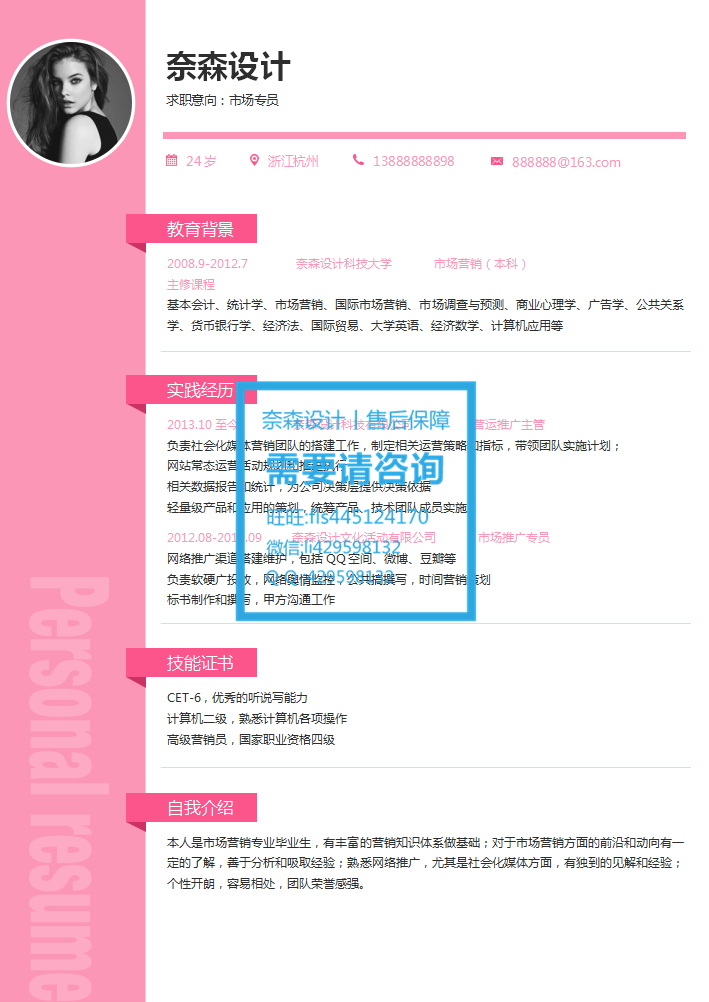 奈森设计
求职意向：市场专员
24岁 浙江杭州 13888888898 888888@163.com
教育背景
2008.9-2012.7 奈森设计科技大学 市场营销（本科）
主修课程
基本会计、统计学、市场营销、国际市场营销、市场调查与预测、商业心理学、广告学、公共关系
学、货币银行学、经济法、国际贸易、大学英语、经济数学、计算机应用等
实践经历
2013.10 至今 营运推广主管
负责社会化媒体营销团队的搭建工作，制定相关运营策略和指标，带领团队实施计划；
网站常态运营活动规划和推进执行
相关数据报告和统计，为公司决策层提供决策依据
轻量级产品和应用的策划，统筹产品、技术团队成员实施
2012.08-2013.09 奈森设计文化活动有限公司 市场推广专员
网络推广渠道搭建维护，包括QQ空间、微博、豆瓣等
负责软硬广投放，网络舆情监控，公共稿撰写，时间营销策划
标书制作和撰写，甲方沟通工作
奈森设计丨售后保障
需要请咨询
旺旺:fls445124170
微信:li429598132
QQ:429598132
技能证书
CET-6，优秀的听说写能力
计算机二级，熟悉计算机各项操作
高级营销员，国家职业资格四级
自我介绍
本人是市场营销专业毕业生，有丰富的营销知识体系做基础；对于市场营销方面的前沿和动向有一
定的了解，善于分析和吸取经验；熟悉网络推广，尤其是社会化媒体方面，有独到的见解和经验；
个性开朗，容易相处，团队荣誉感强。
Personal resume